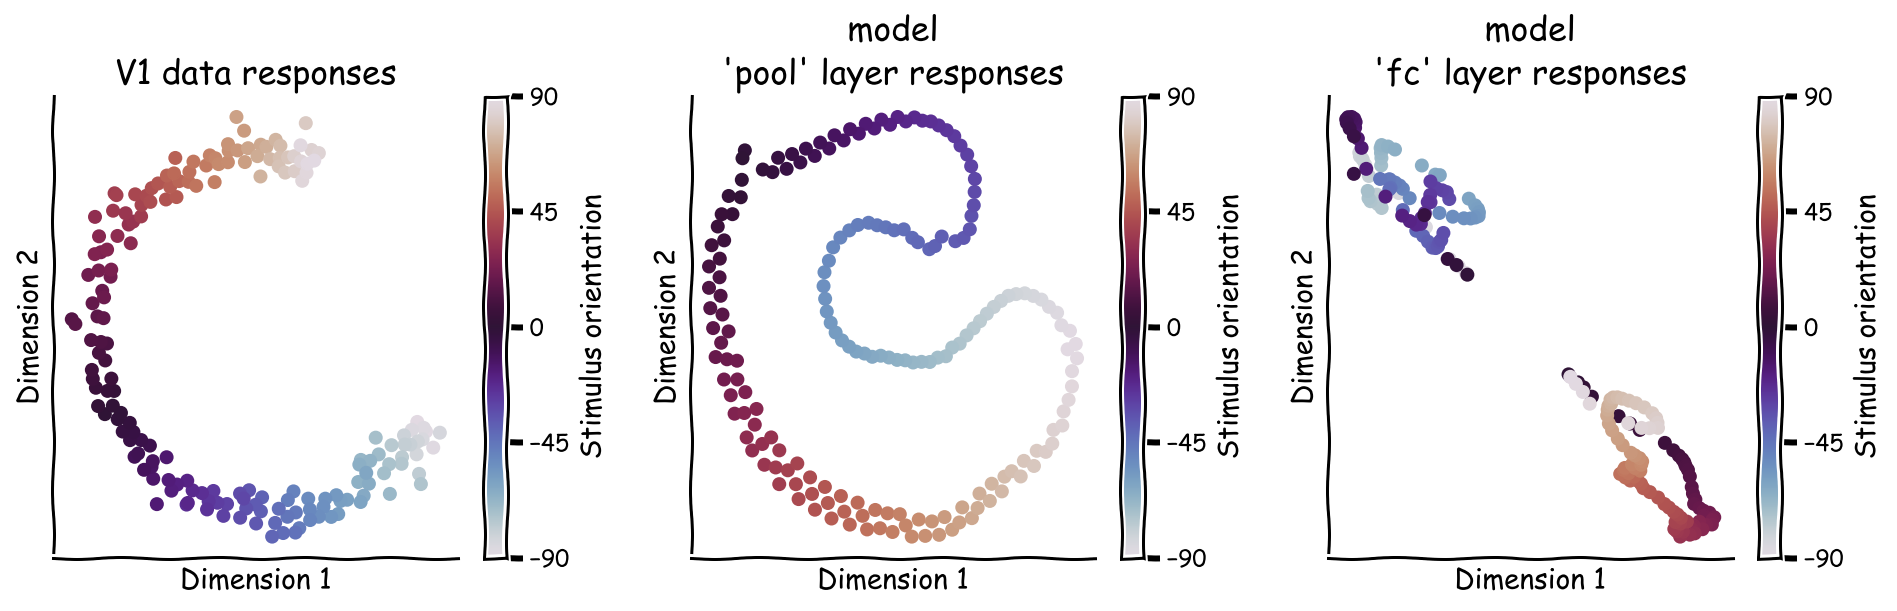 V1 data responses
Dimension 2
Dimension 1
90
45
0
−45
−90
Stimulus orientation
model
'pool' layer responses
Dimension 2
Dimension 1
90
45
0
−45
−90
Stimulus orientation
model
'fc' layer responses
Dimension 2
Dimension 1
90
45
0
−45
−90
Stimulus orientation